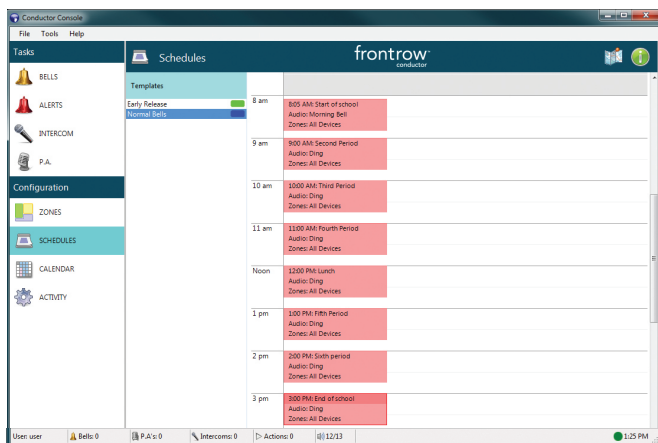 Conductor Console
File Tools Help
Tasks
BELLS
ALERTS
INTERCOM
P.A.
Configuration
ZONES
SCHEDULES
CALENDAR
ACTIVITY
Schedules
frontrow
conductor
Templates
Early Release
Normal Bells
8 am
8:05 AM: Start of school
Audio: Morning Bell
Zones: All Devices
9 am
9:00 AM: Second Period
Audio: Ding
Zones: All Devices
10 am
10:00 AM: Third Period
Audio: Ding
Zones: All Devices
11 am
11:00 AM: Fourth Period
Audio: Ding
Zones: All Devices
Noon
12:00 PM: Lunch
Audio: Ding
Zones: All Devices
1 pm
1:00 PM: Fifth Period
Audio: Ding
Zones: All Devices
2 pm
2:00 PM: Sixth period
Audio: Ding
Zones: All Devices
3 pm
3:00 PM: End of school
Audio: Ding
Zones: All Devices
User: user Bells: 0 P.A's: 0 Intercoms: 0 Actions: 0 12/13 1:25 PM